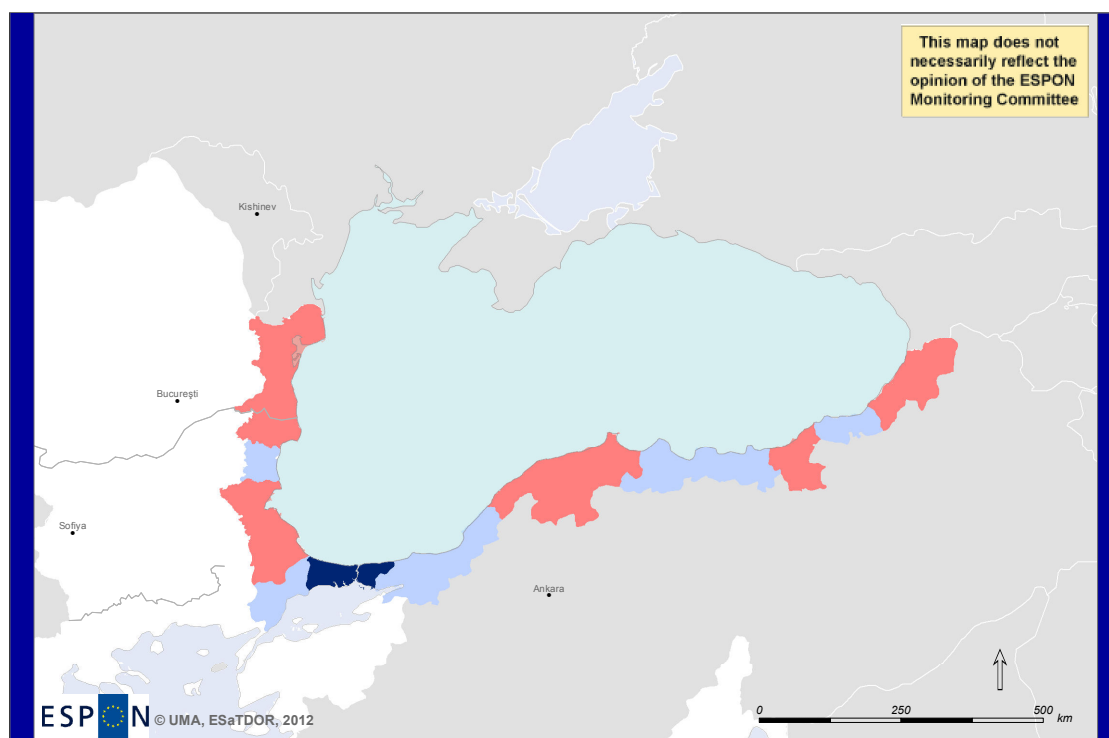 This map does not
necessarily reflect the
opinion of the ESPON
Monitoring Committee
Kishinev
Bucureşti
Sofiya
Ankara
0 250 500
km
ESPON © UMA, ESaTDOR, 2012